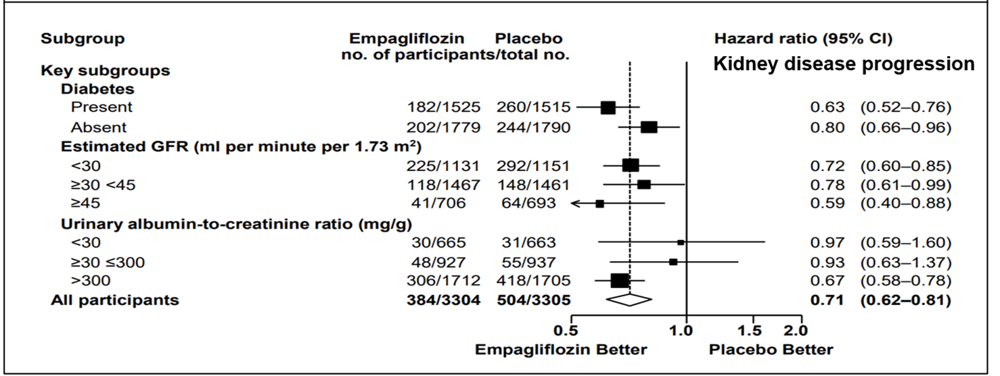 Subgroup Empagliflozin Placebo Hazard ratio (95% CI)
no. of participants/total no.
Kidney disease progression
Key subgroups
Diabetes
Present 182/1525 260/1515 0.63 (0.52–0.76)
Absent 202/1779 244/1790 0.80 (0.66–0.96)
Estimated GFR (ml per minute per 1.73 m²)
<30 225/1131 292/1151 0.72 (0.60–0.85)
≥30 <45 118/1467 148/1461 0.78 (0.61–0.99)
≥45 41/706 64/693 0.59 (0.40–0.88)
Urinary albumin-to-creatinine ratio (mg/g)
<30 30/665 31/663 0.97 (0.59–1.60)
≥30 ≤300 48/927 55/937 0.93 (0.63–1.37)
>300 306/1712 418/1705 0.67 (0.58–0.78)
All participants 384/3304 504/3305 0.71 (0.62–0.81)
0.5 1.0 1.5 2.0
Empagliflozin Better Placebo Better